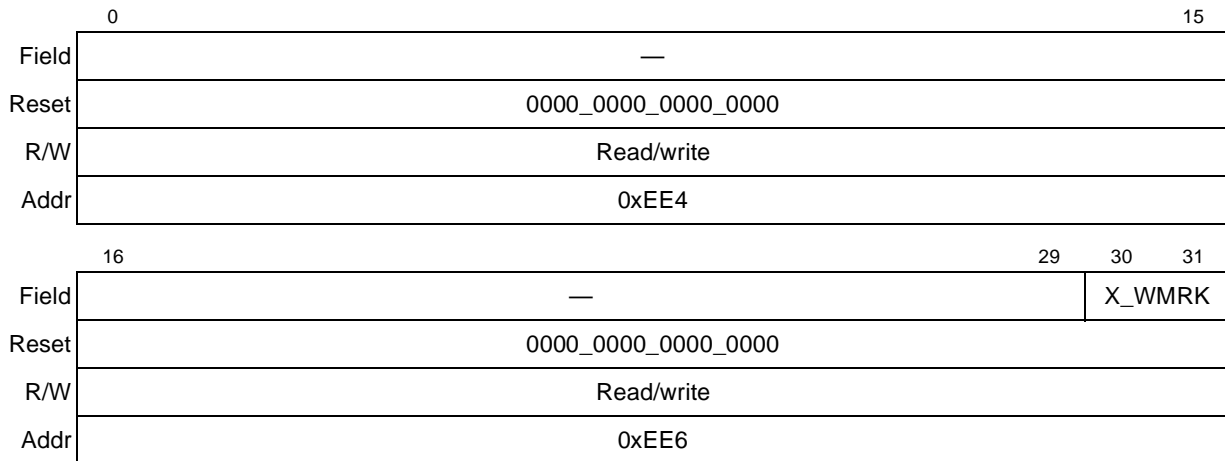 0 15
Field —
Reset 0000_0000_0000_0000
R/W Read/write
Addr 0xEE4
16 29 30 31
Field — X_WMRK
Reset 0000_0000_0000_0000
R/W Read/write
Addr 0xEE6